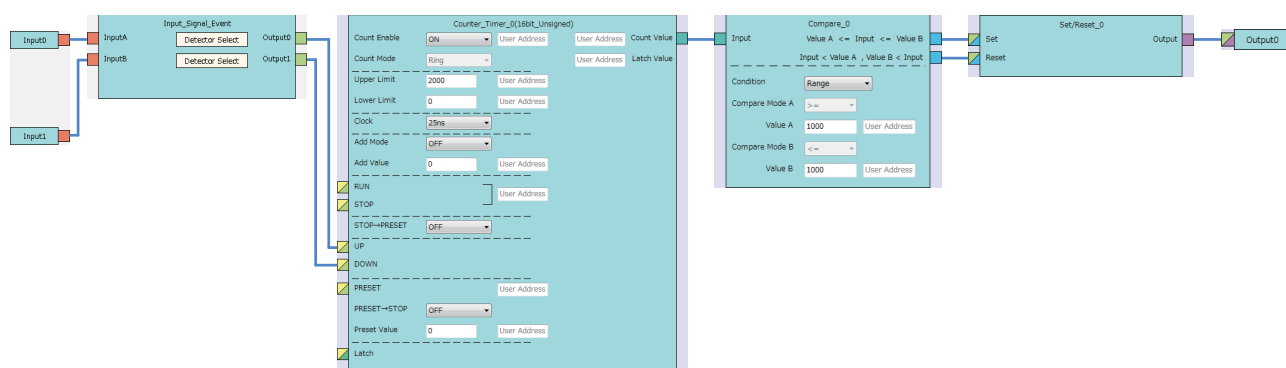 Input0
Input1
Input_Signal_Event
InputA Detector Select Output0
InputB Detector Select Output1
Counter_Timer_0(16bit_Unsigned)
Count Enable ON User Address User Address Count Value
Count Mode Ring User Address Latch Value
Upper Limit 2000 User Address
Lower Limit 0 User Address
Clock 25ns
Add Mode OFF
Add Value 0 User Address
RUN
User Address
STOP
STOP→PRESET OFF
UP
DOWN
PRESET User Address
PRESET→STOP OFF
Preset Value 0 User Address
Latch
Compare_0
Input Value A <= Input <= Value B
Input < Value A , Value B < Input
Condition Range
Compare Mode A >=
Value A 1000 User Address
Compare Mode B <=
Value B 1000 User Address
Set/Reset_0
Set Output
Reset
Output0